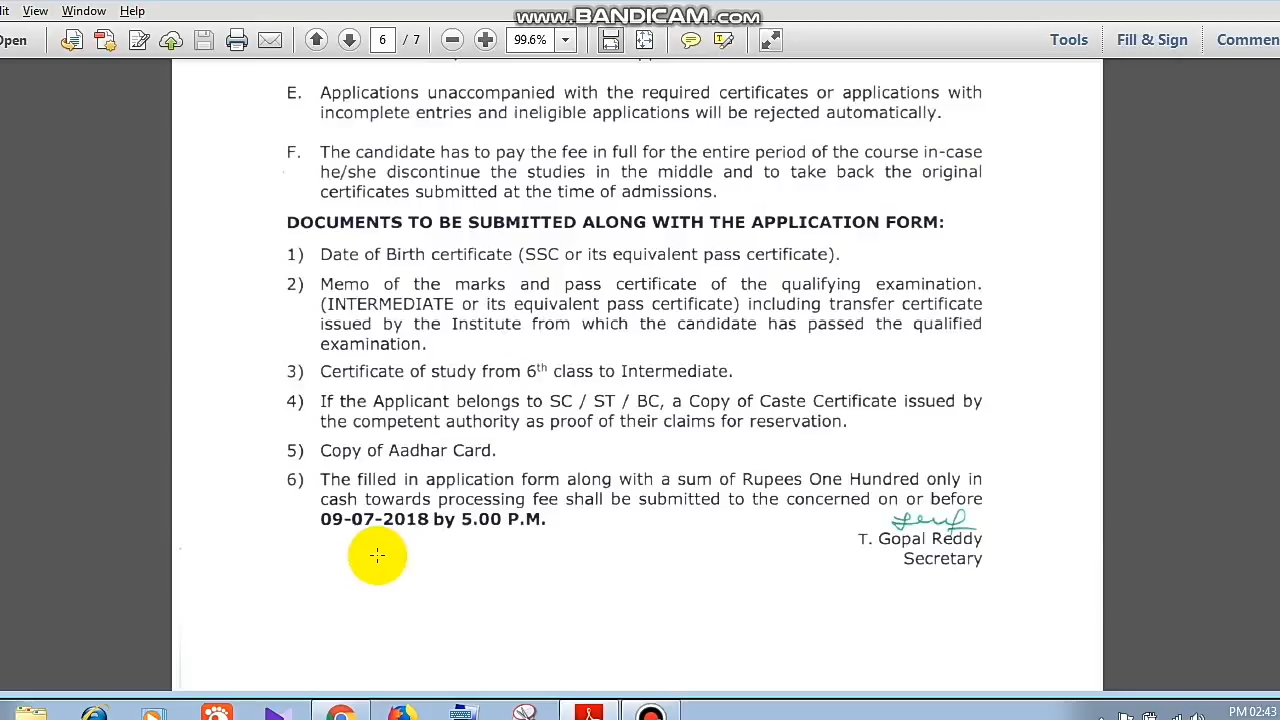 www.BANDICAM.com
View Window Help
6 / 7 99.6% Tools Fill & Sign
E. Applications unaccompanied with the required certificates or applications with
incomplete entries and ineligible applications will be rejected automatically.
F. The candidate has to pay the fee in full for the entire period of the course in-case
he/she discontinue the studies in the middle and to take back the original
certificates submitted at the time of admissions.
DOCUMENTS TO BE SUBMITTED ALONG WITH THE APPLICATION FORM:
1) Date of Birth certificate (SSC or its equivalent pass certificate).
2) Memo of the marks and pass certificate of the qualifying examination.
(INTERMEDIATE or its equivalent pass certificate) including transfer certificate
issued by the Institute from which the candidate has passed the qualified
examination.
3) Certificate of study from 6th class to Intermediate.
4) If the Applicant belongs to SC / ST / BC, a Copy of Caste Certificate issued by
the competent authority as proof of their claims for reservation.
5) Copy of Aadhar Card.
6) The filled in application form along with a sum of Rupees One Hundred only in
cash towards processing fee shall be submitted to the concerned on or before
09-07-2018 by 5.00 P.M.
T. Gopal Reddy
Secretary
PM 02:43